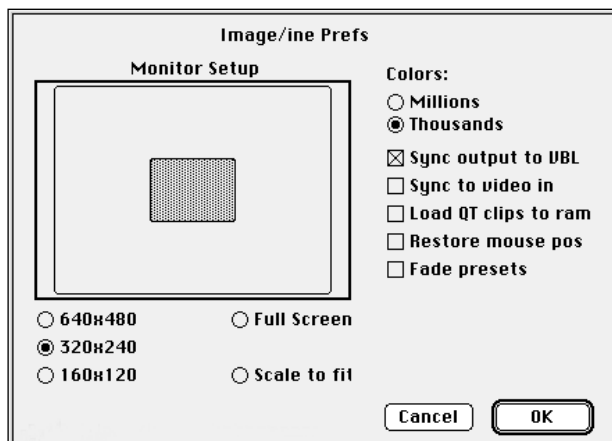 Image/ine Prefs
Monitor Setup
Colors:
Millions
Thousands
Sync output to VBL
Sync to video in
Load QT clips to ram
Restore mouse pos
Fade presets
640x480
Full Screen
320x240
160x120
Scale to fit
Cancel
OK